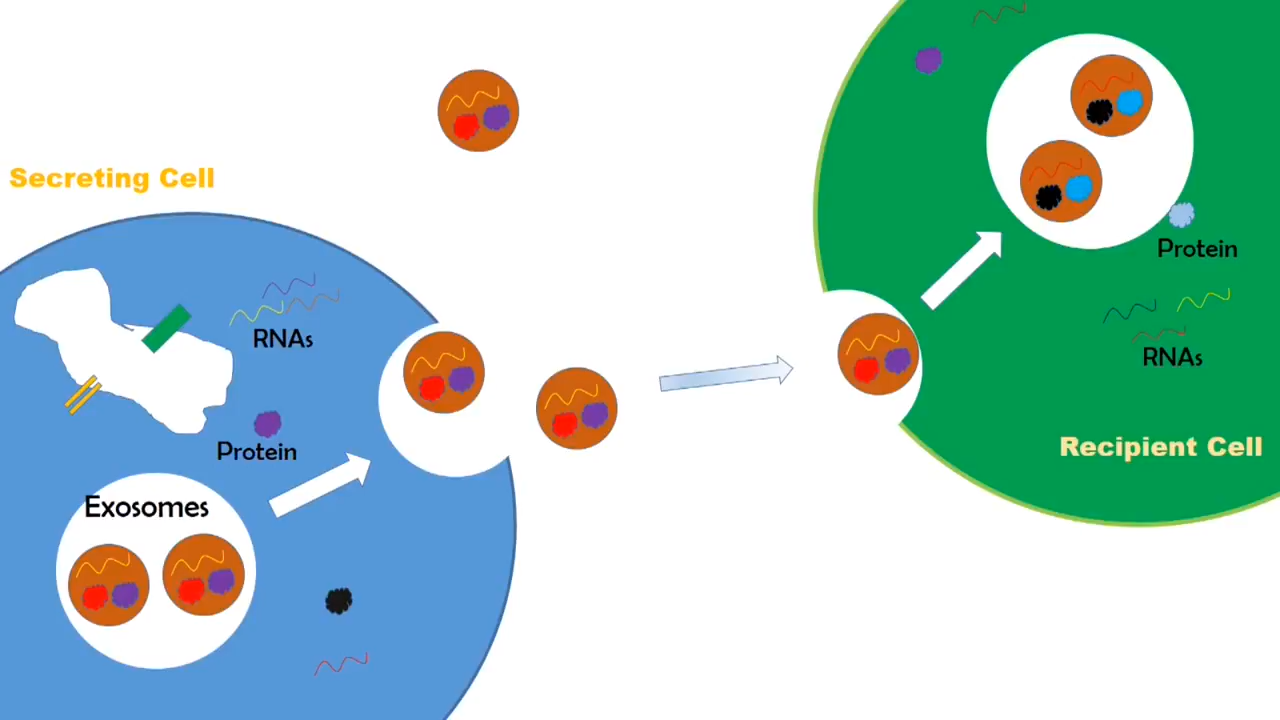 Secreting Cell
RNAs
Protein
Exosomes
Protein
RNAs
Recipient Cell